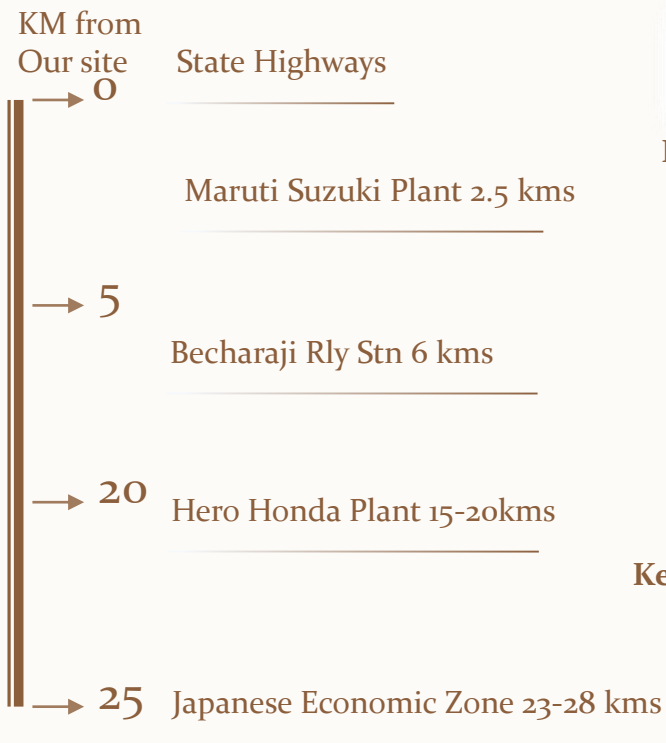 KM from
Our site
State Highways
0
Maruti Suzuki Plant 2.5 kms
5
Becharaji Rly Stn 6 kms
20
Hero Honda Plant 15-20kms
Ke
25
Japanese Economic Zone 23-28 kms